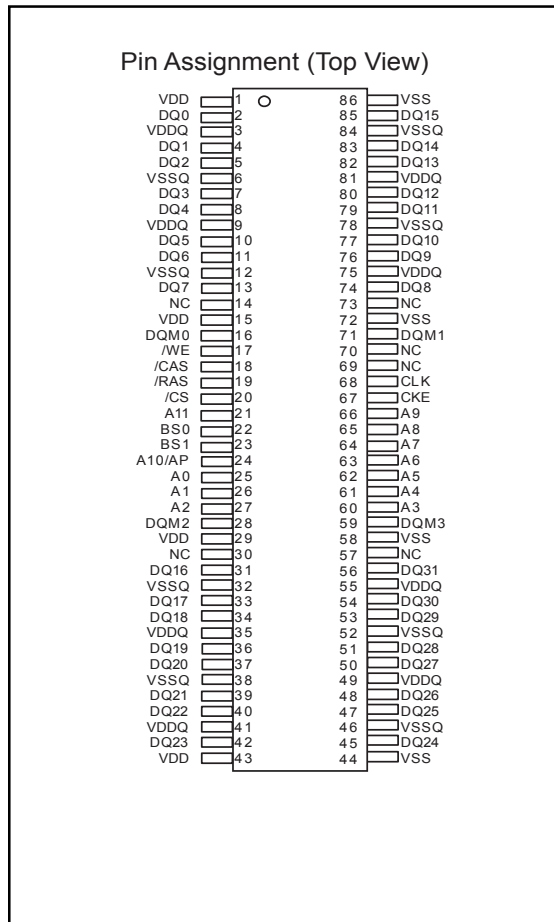 Pin Assignment (Top View)
VDD 1 86 VSS
DQ0 2 85 DQ15
VDDQ 3 84 VSSQ
DQ1 4 83 DQ14
DQ2 5 82 DQ13
VSSQ 6 81 VDDQ
DQ3 7 80 DQ12
DQ4 8 79 DQ11
VDDQ 9 78 VSSQ
DQ5 10 77 DQ10
DQ6 11 76 DQ9
VSSQ 12 75 VDDQ
DQ7 13 74 DQ8
NC 14 73 NC
VDD 15 72 VSS
DQM0 16 71 DQM1
/WE 17 70 NC
/CAS 18 69 NC
/RAS 19 68 CLK
/CS 20 67 CKE
A11 21 66 A9
BS0 22 65 A8
BS1 23 64 A7
A10/AP 24 63 A6
A0 25 62 A5
A1 26 61 A4
A2 27 60 A3
DQM2 28 59 DQM3
VDD 29 58 VSS
NC 30 57 NC
DQ16 31 56 DQ31
VSSQ 32 55 VDDQ
DQ17 33 54 DQ30
DQ18 34 53 DQ29
VDDQ 35 52 VSSQ
DQ19 36 51 DQ28
DQ20 37 50 DQ27
VSSQ 38 49 VDDQ
DQ21 39 48 DQ26
DQ22 40 47 DQ25
VDDQ 41 46 VSSQ
DQ23 42 45 DQ24
VDD 43 44 VSS